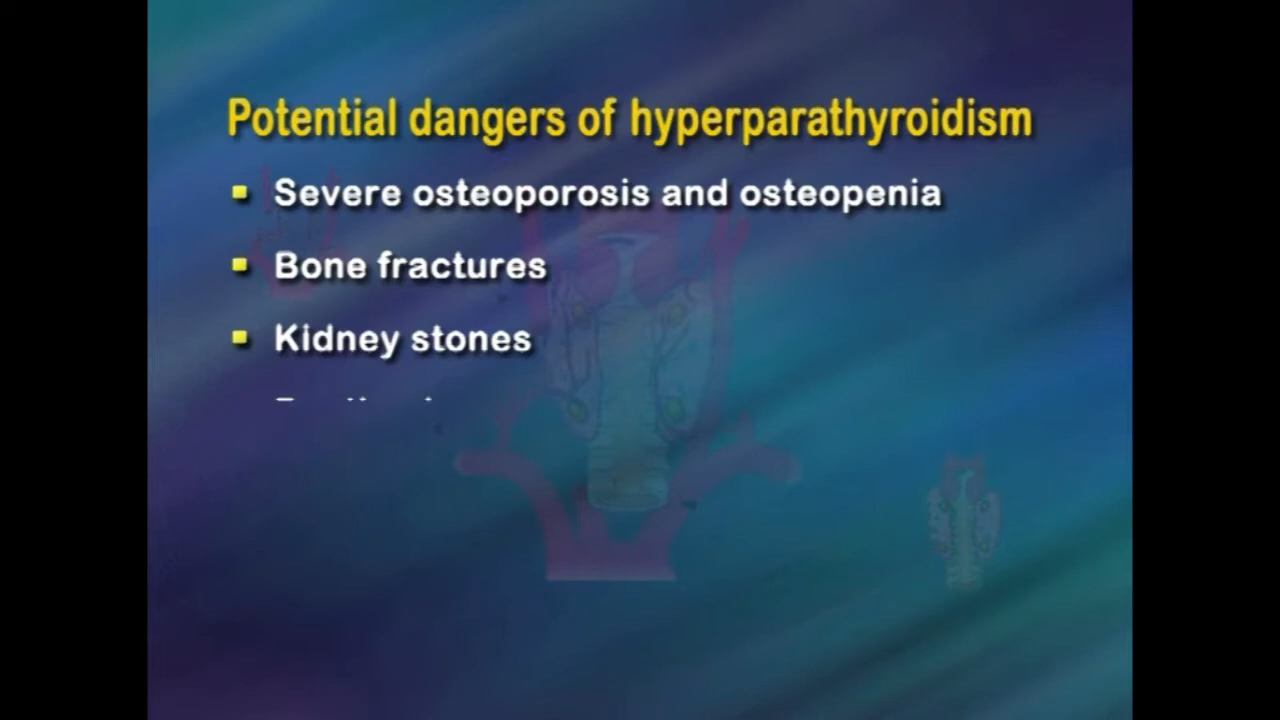 Potential dangers of hyperparathyroidism
Severe osteoporosis and osteopenia
Bone fractures
Kidney stones